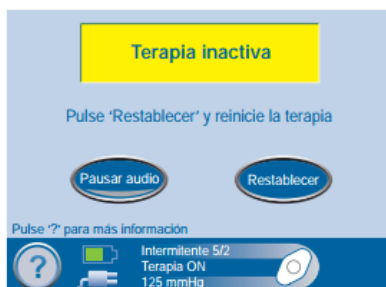 Terapia inactiva
Pulse 'Restablecer' y reinicie la terapia
Pausar audio
Restablecer
Pulse '?' para más información
?
Intermitente 5/2
Terapia ON
125 mmHg